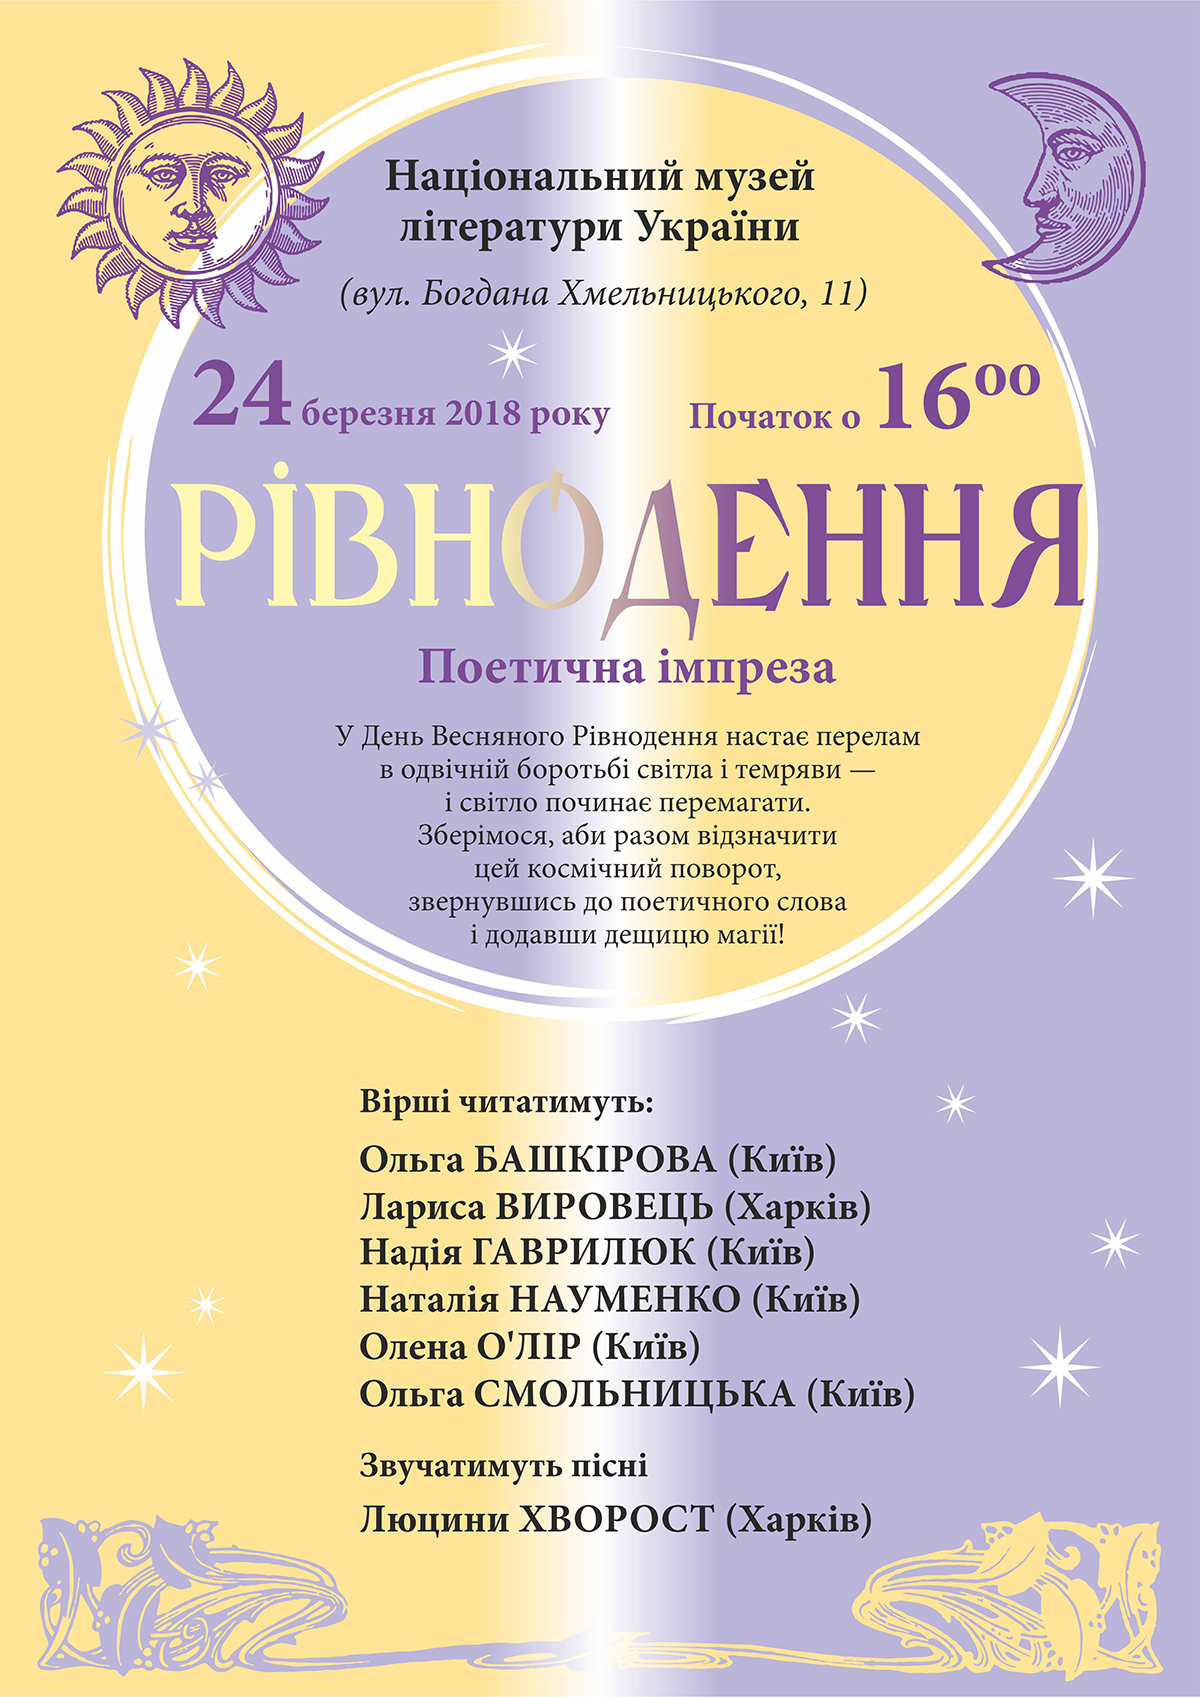 Національний музей
літератури України
(вул. Богдана Хмельницького, 11)
24 березня 2018 року Початок о 16⁰⁰
РІВНОДЕННЯ
Поетична імпреза
У День Весняного Рівнодення настає перелам
в одвічній боротьбі світла і темряви —
і світло починає перемагати.
Зберімося, аби разом відзначити
цей космічний поворот,
звернувшись до поетичного слова
і додавши дещицю магії!
Вірші читатимуть:
Ольга БАШКІРОВА (Київ)
Лариса ВИРОВЕЦЬ (Харків)
Надія ГАВРИЛЮК (Київ)
Наталія НАУМЕНКО (Київ)
Олена О'ЛІР (Київ)
Ольга СМОЛЬНИЦЬКА (Київ)
Звучатимуть пісні
Люцини ХВОРОСТ (Харків)